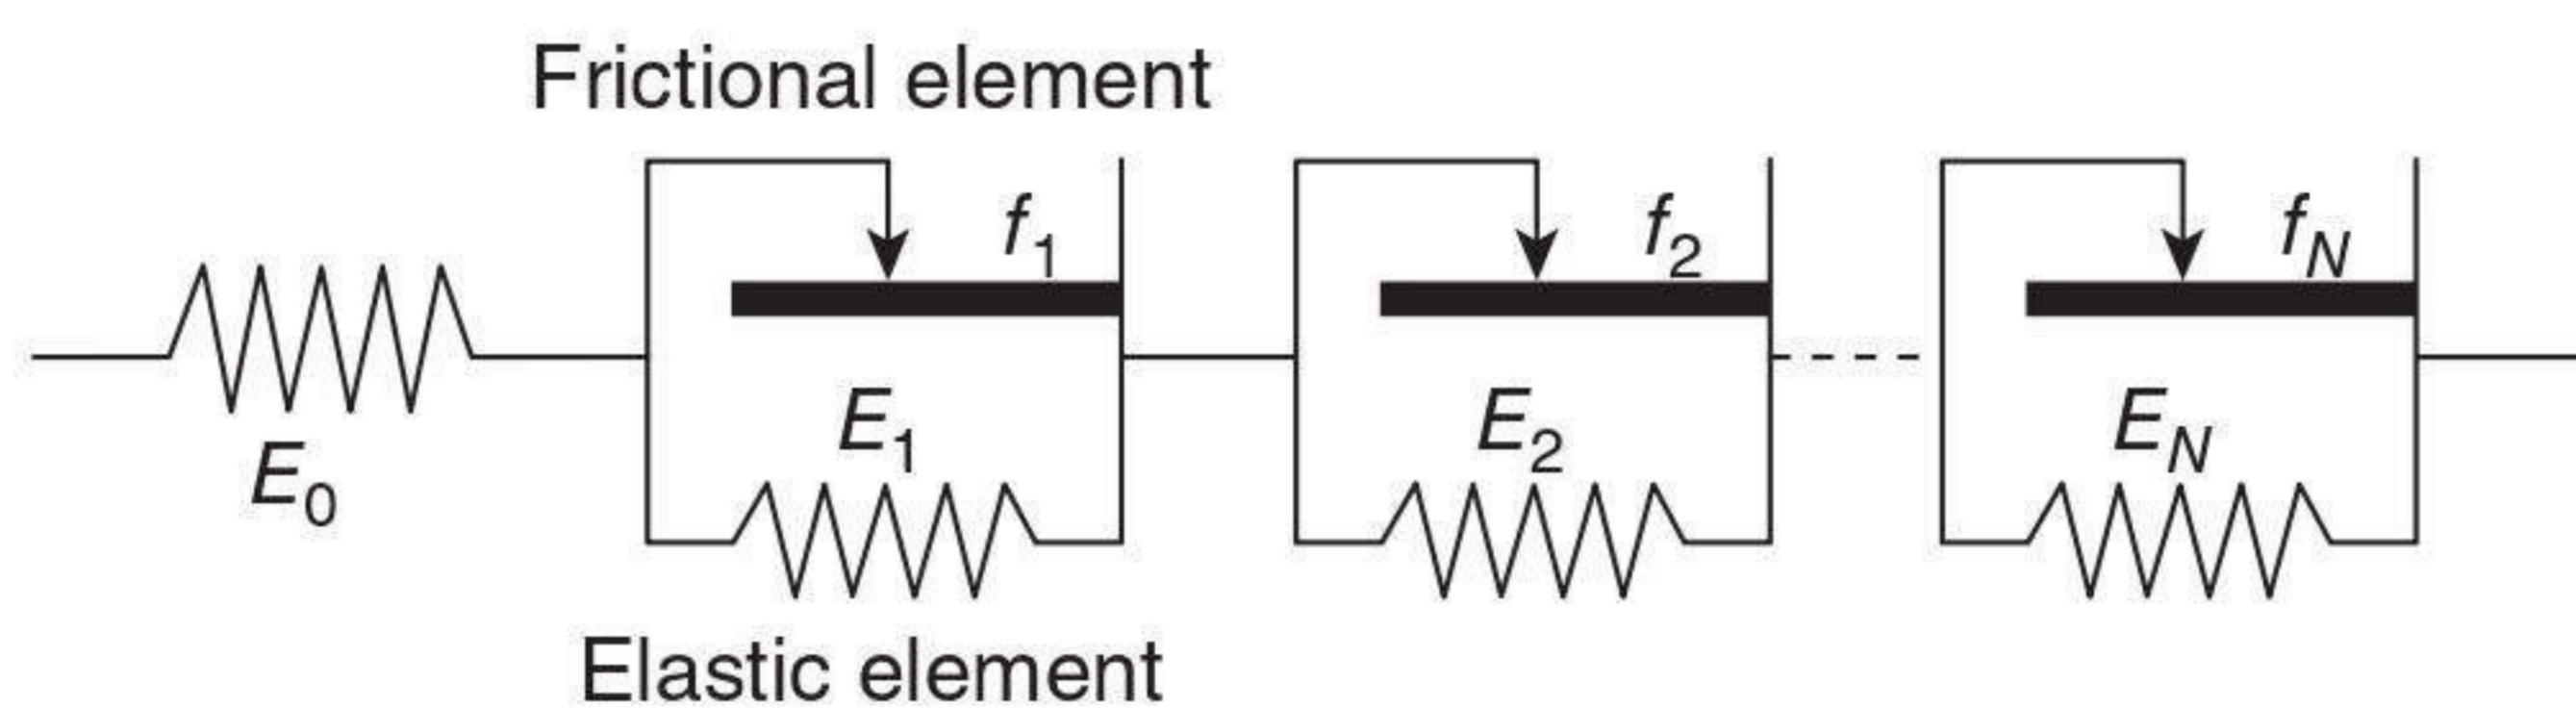 Frictional element
f1
f2
fN
E0
E1
E2
EN
Elastic element